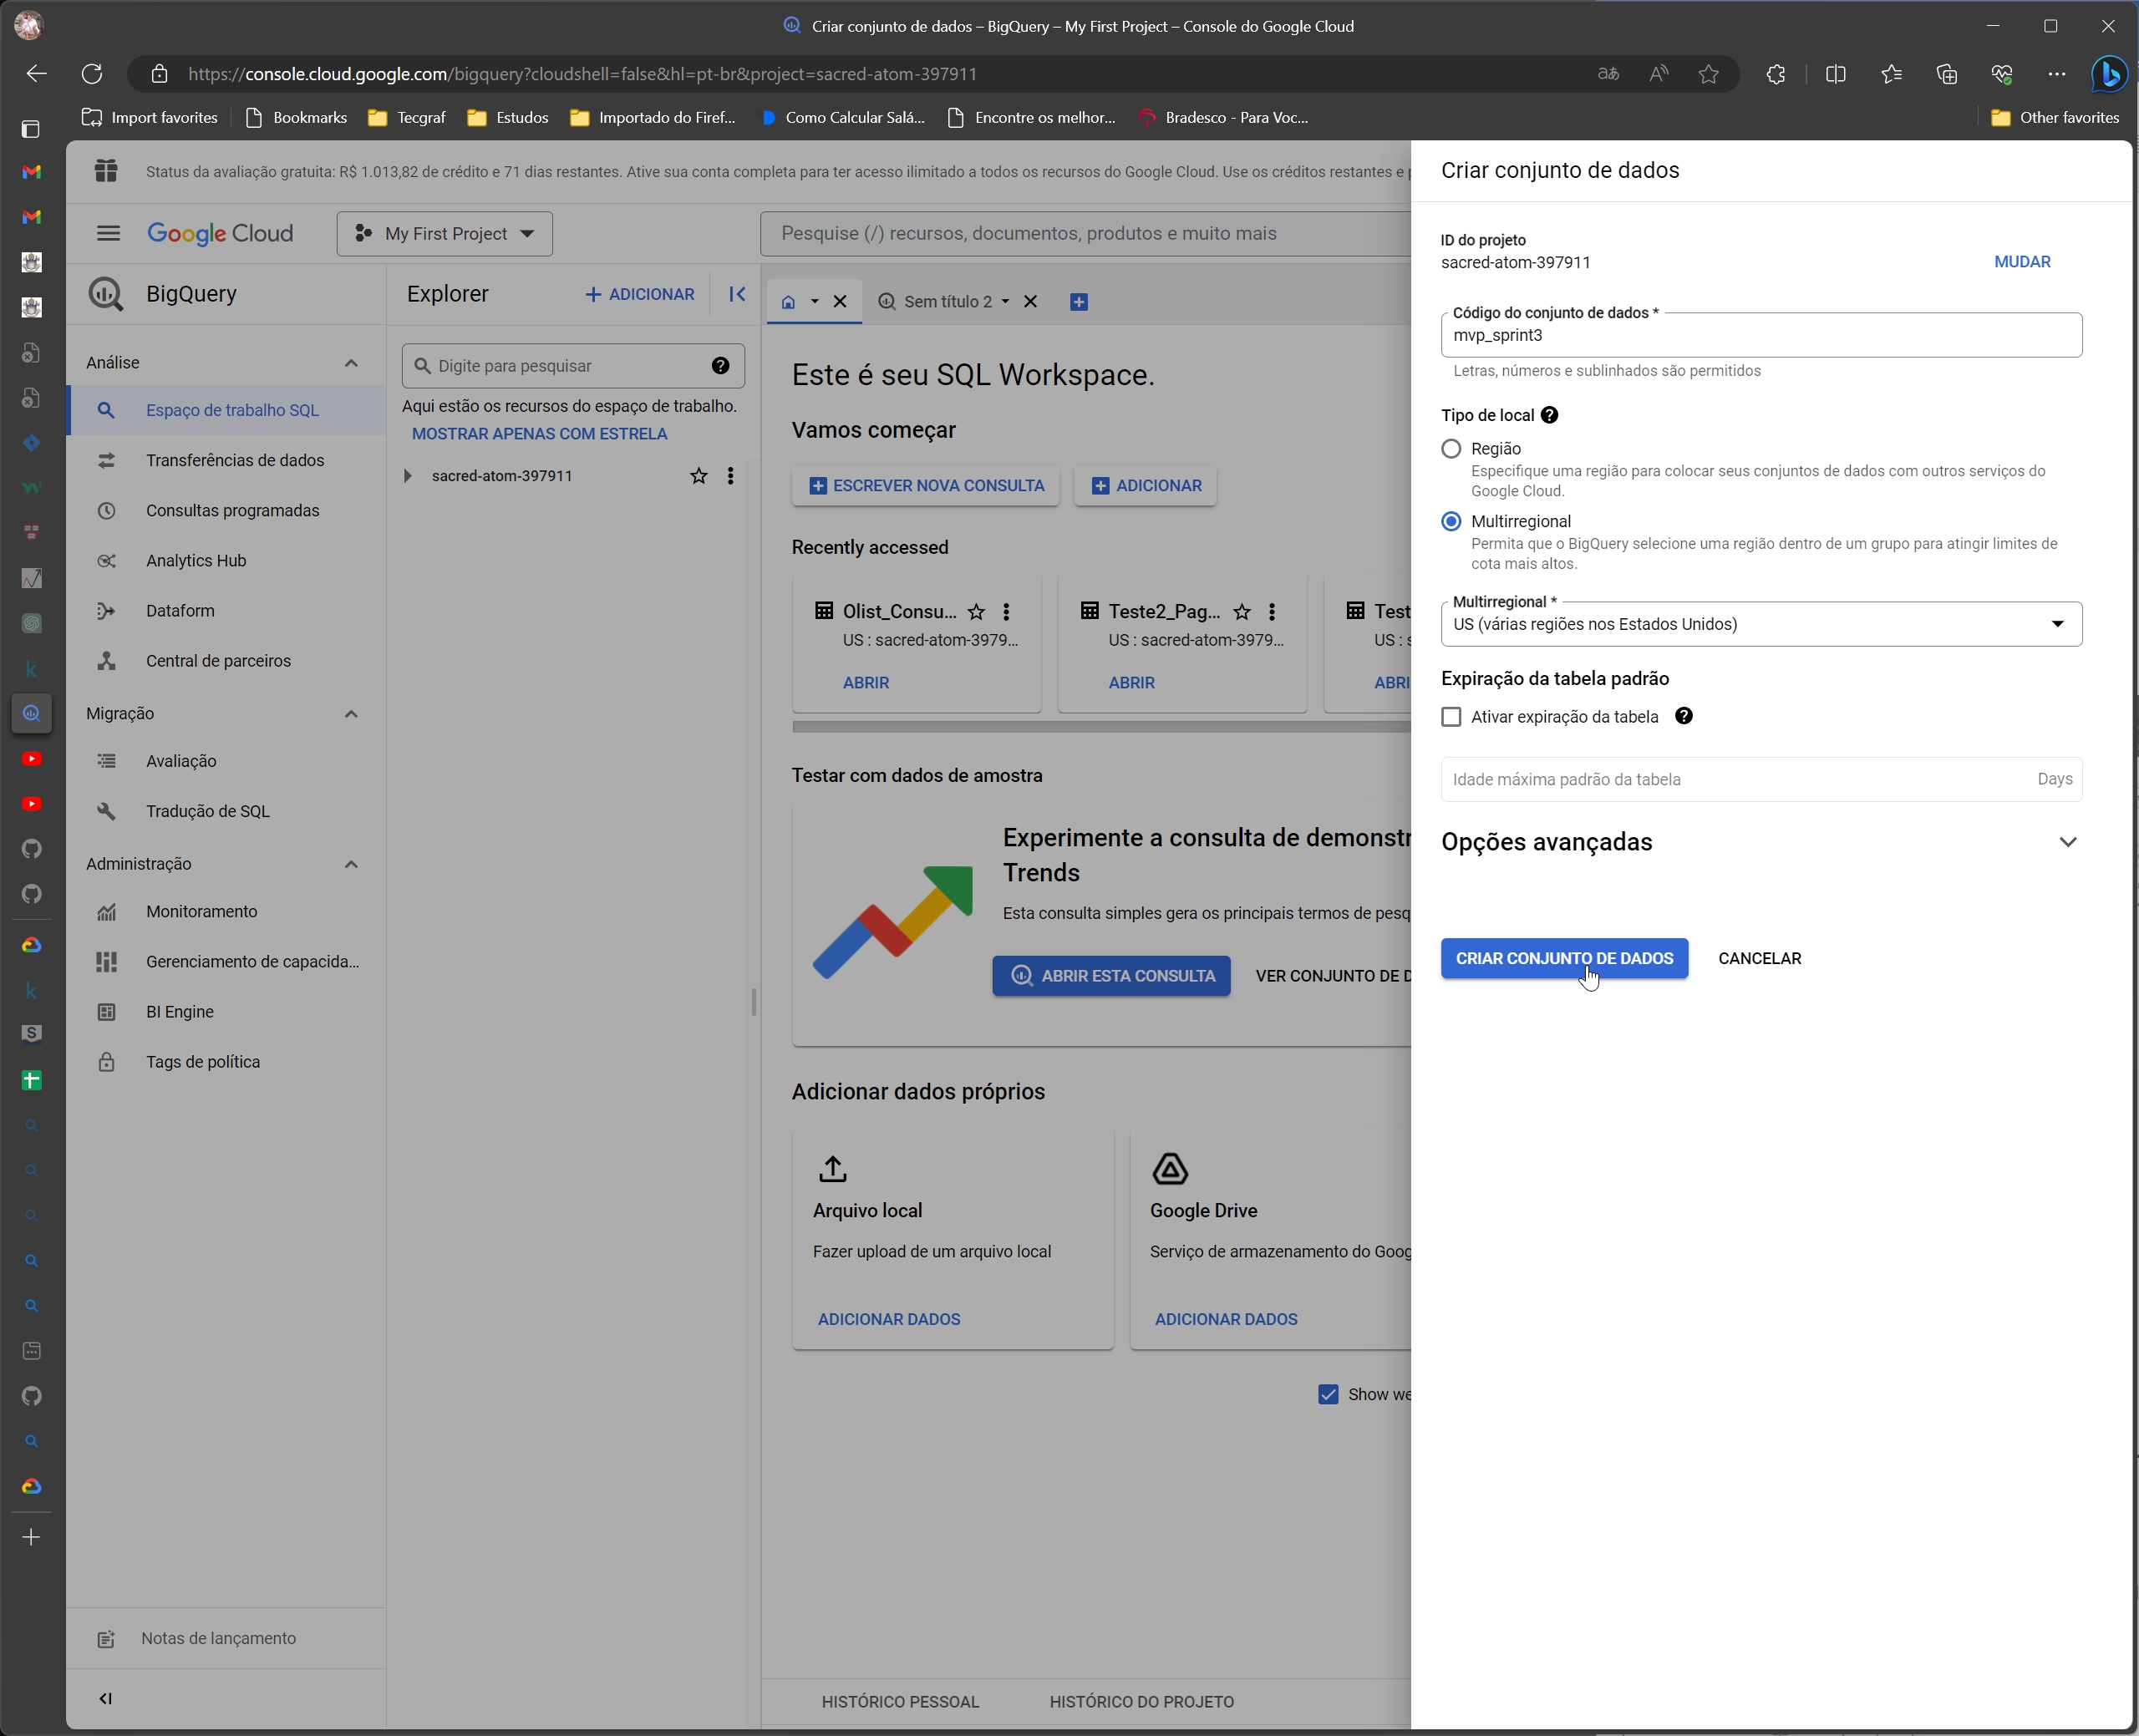 Criar conjunto de dados – BigQuery – My First Project – Console do Google Cloud
https://console.cloud.google.com/bigquery?cloudshell=false&hl=pt-br&project=sacred-atom-397911
Import favorites
Bookmarks
Tecgraf
Estudos
Importado do Firef...
Como Calcular Salá...
Encontre os melhor...
Bradesco - Para Voc...
Other favorites
Status da avaliação gratuita: R$ 1.013,82 de crédito e 71 dias restantes. Ative sua conta completa para ter acesso ilimitado a todos os recursos do Google Cloud. Use os créditos restantes e p
Google Cloud
My First Project
Pesquise (/) recursos, documentos, produtos e muito mais
BigQuery
Análise
Espaço de trabalho SQL
Transferências de dados
Consultas programadas
Analytics Hub
Dataform
Central de parceiros
Migração
Avaliação
Tradução de SQL
Administração
Monitoramento
Gerenciamento de capacida...
BI Engine
Tags de política
Notas de lançamento
Explorer
ADICIONAR
Digite para pesquisar
Aqui estão os recursos do espaço de trabalho.
MOSTRAR APENAS COM ESTRELA
sacred-atom-397911
Sem título 2
Este é seu SQL Workspace.
Vamos começar
ESCREVER NOVA CONSULTA
ADICIONAR
Recently accessed
Olist_Consu...
US : sacred-atom-3979...
ABRIR
Teste2_Pag...
US : sacred-atom-3979...
ABRIR
Test
US : s
ABRI
Testar com dados de amostra
Experimente a consulta de demonstr
Trends
Esta consulta simples gera os principais termos de pesq
ABRIR ESTA CONSULTA
VER CONJUNTO DE D
Adicionar dados próprios
Arquivo local
Fazer upload de um arquivo local
ADICIONAR DADOS
Google Drive
Serviço de armazenamento do Goog
ADICIONAR DADOS
Show we
HISTÓRICO PESSOAL
HISTÓRICO DO PROJETO
Criar conjunto de dados
ID do projeto
sacred-atom-397911
MUDAR
Código do conjunto de dados *
mvp_sprint3
Letras, números e sublinhados são permitidos
Tipo de local
Região
Especifique uma região para colocar seus conjuntos de dados com outros serviços do
Google Cloud.
Multirregional
Permita que o BigQuery selecione uma região dentro de um grupo para atingir limites de
cota mais altos.
Multirregional *
US (várias regiões nos Estados Unidos)
Expiração da tabela padrão
Ativar expiração da tabela
Idade máxima padrão da tabela
Days
Opções avançadas
CRIAR CONJUNTO DE DADOS
CANCELAR